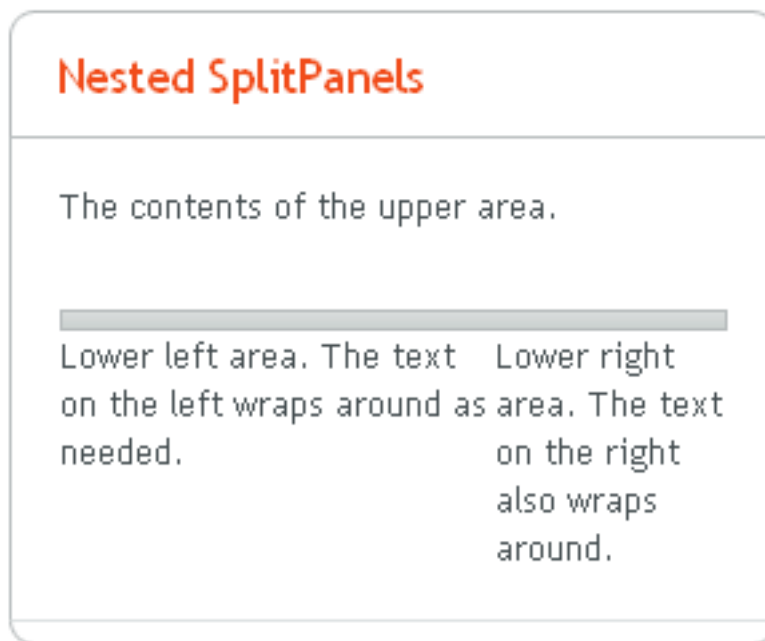 Nested SplitPanels
The contents of the upper area.
Lower left area. The text
on the left wraps around as
needed.
Lower right
area. The text
on the right
also wraps
around.